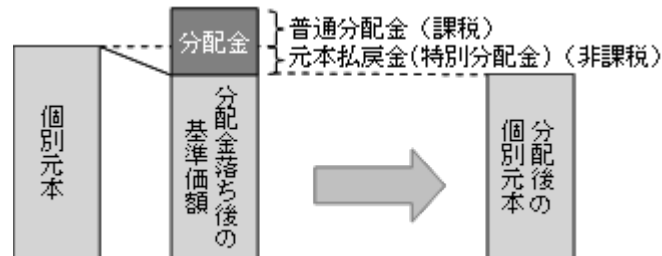 分配金
普通分配金（課税）
元本払戻金(特別分配金)（非課税）
個別元本
分配金落ち後の
基準価額
分配後の
個別元本